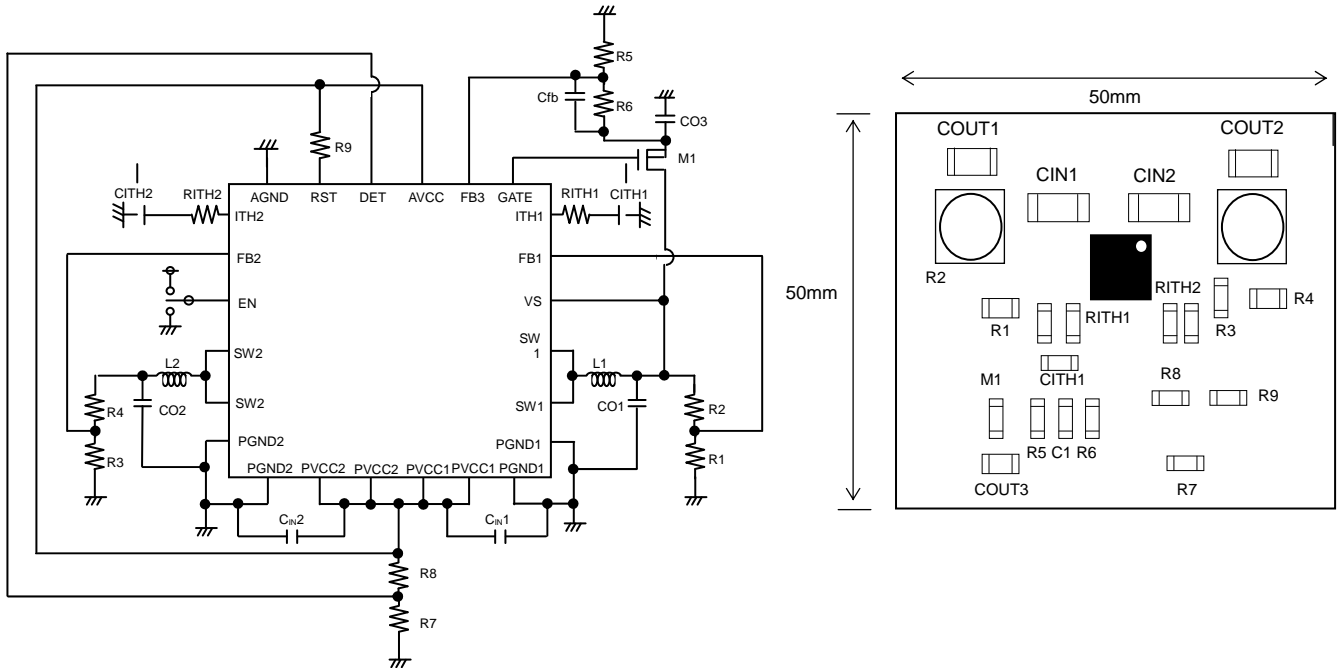 R5
Cfb
R6
CO3
R9
M1
CITH2
RITH2
AGND
RST
DET
AVCC
FB3
GATE
RITH1
CITH1
ITH2
ITH1
FB2
FB1
EN
VS
SW2
SW
1
L2
L1
SW2
SW1
R4
CO2
CO1
R2
R3
PGND2
PGND1
R1
PGND2
PVCC2
PVCC2
PVCC1
PVCC1
PGND1
CIN2
CIN1
R8
R7
50mm
50mm
COUT1
COUT2
CIN1
CIN2
R2
RITH2
R1
RITH1
R3
R4
M1
CITH1
R8
R9
R5
C1
R6
COUT3
R7